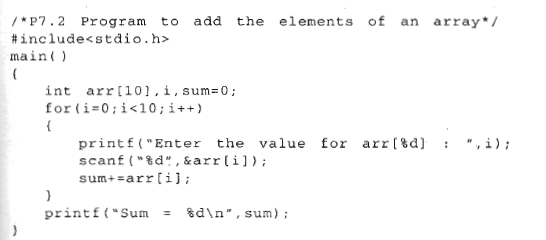 /*P7.2 Program to add the elements of an array*/
#include<stdio.h>
main( )
{
int arr[10],i,sum=0;
for(i=0;i<10;i++)
{
printf("Enter the value for arr[%d] : ",i);
scanf("%d",&arr[i]);
sum+=arr[i];
}
printf("Sum = %d\n",sum);
}